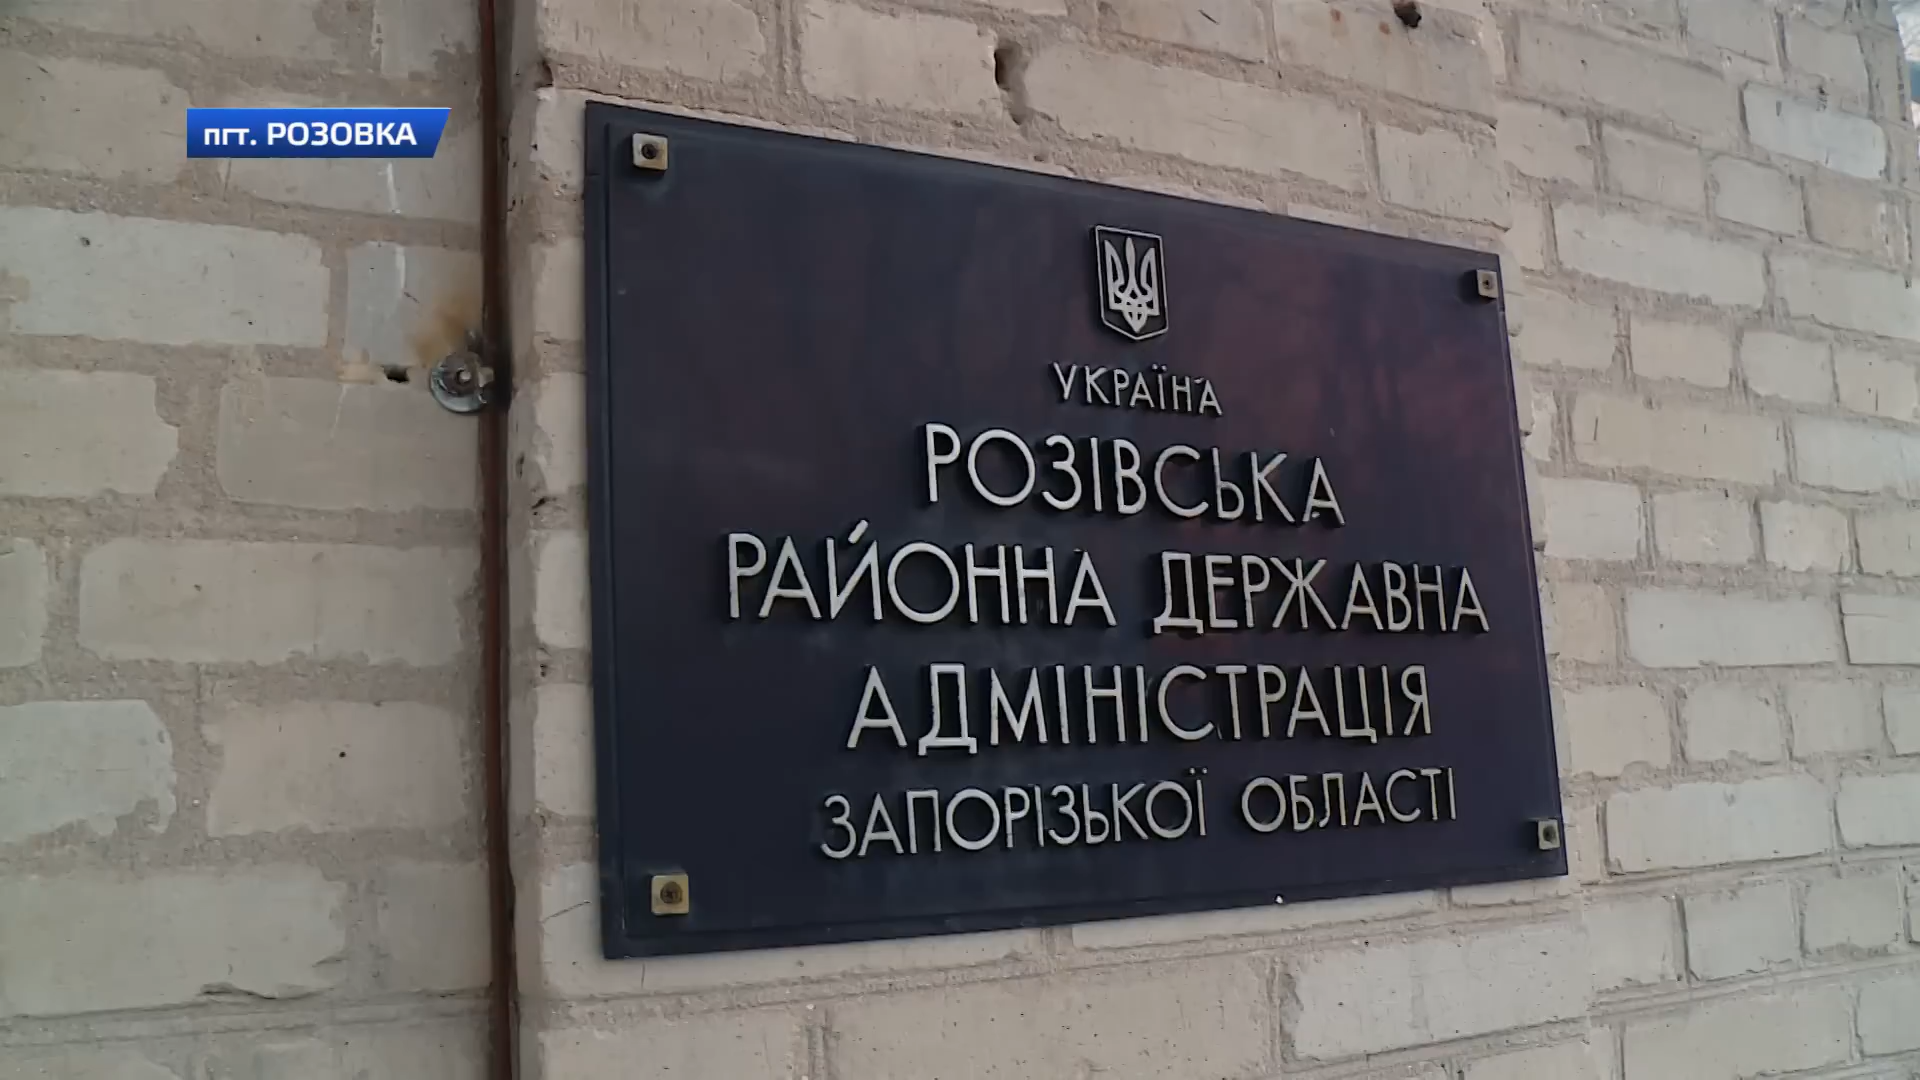 пгт. РОЗОВКА
УКРАЇНА
РОЗІВСЬКА
РАЙОННА ДЕРЖАВНА
АДМІНІСТРАЦІЯ
ЗАПОРІЗЬКОЇ ОБЛАСТІ